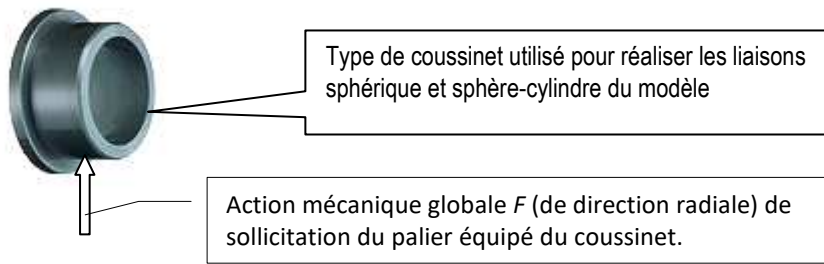 Type de coussinet utilisé pour réaliser les liaisons
sphérique et sphère-cylindre du modèle
Action mécanique globale F (de direction radiale) de
sollicitation du palier équipé du coussinet.